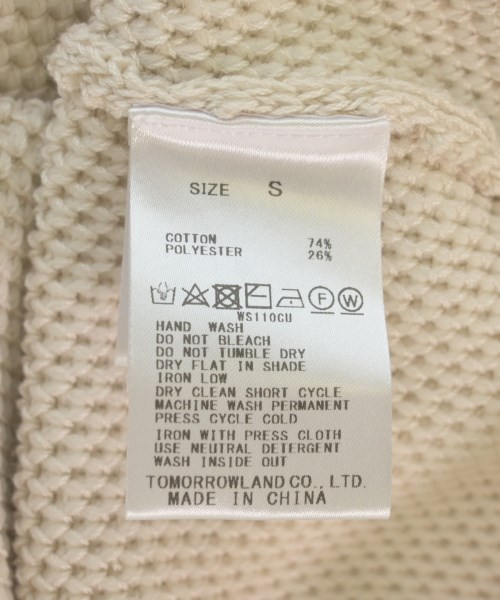 SIZE S
COTTON 74%
POLYESTER 26%
F W
WS110CU
HAND WASH
DO NOT BLEACH
DO NOT TUMBLE DRY
DRY FLAT IN SHADE
IRON LOW
DRY CLEAN SHORT CYCLE
MACHINE WASH PERMANENT
PRESS CYCLE COLD
IRON WITH PRESS CLOTH
USE NEUTRAL DETERGENT
WASH INSIDE OUT
TOMORROWLAND CO., LTD.
MADE IN CHINA